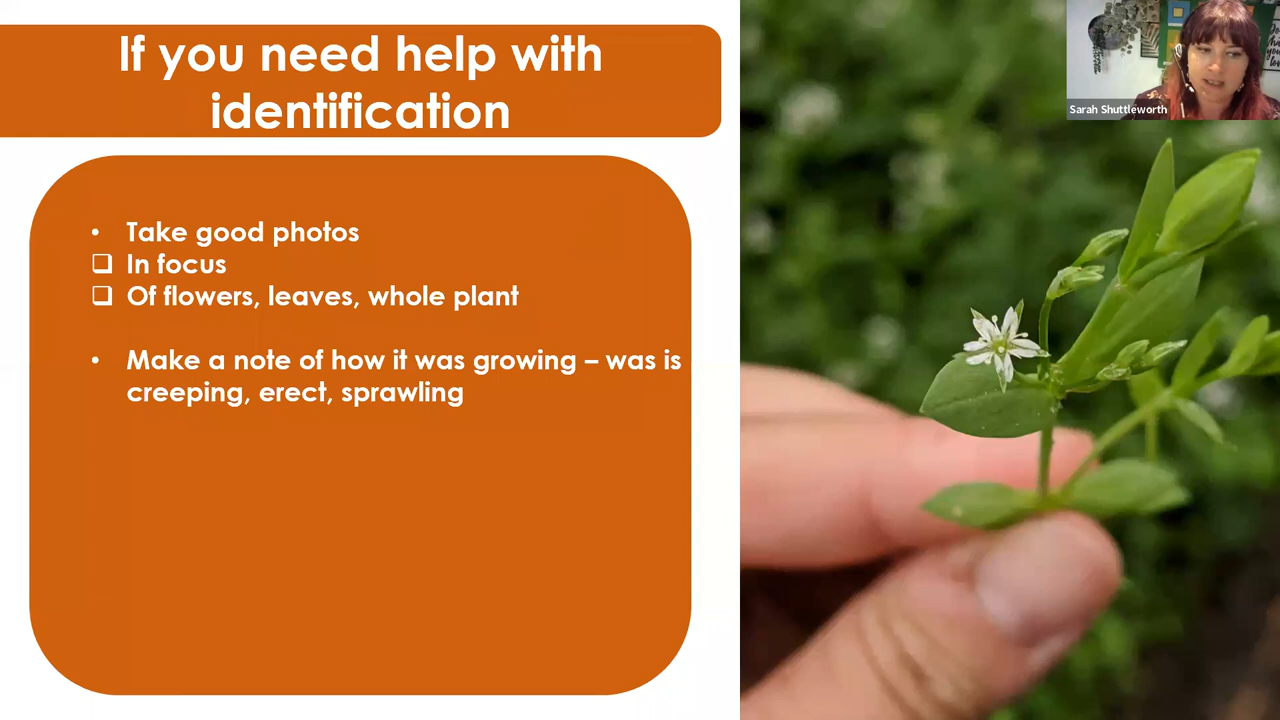 If you need help with
identification
• Take good photos
❑ In focus
❑ Of flowers, leaves, whole plant
• Make a note of how it was growing – was is
creeping, erect, sprawling
Sarah Shuttleworth